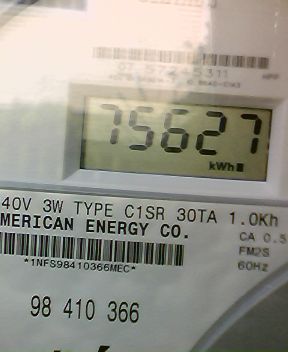 75627
kWh
40V 3W TYPE C1SR 30TA 1.0Kh
MERICAN ENERGY CO.
CA 0.5
FM2S
*1NFS98410366MEC*
60Hz
98 410 366